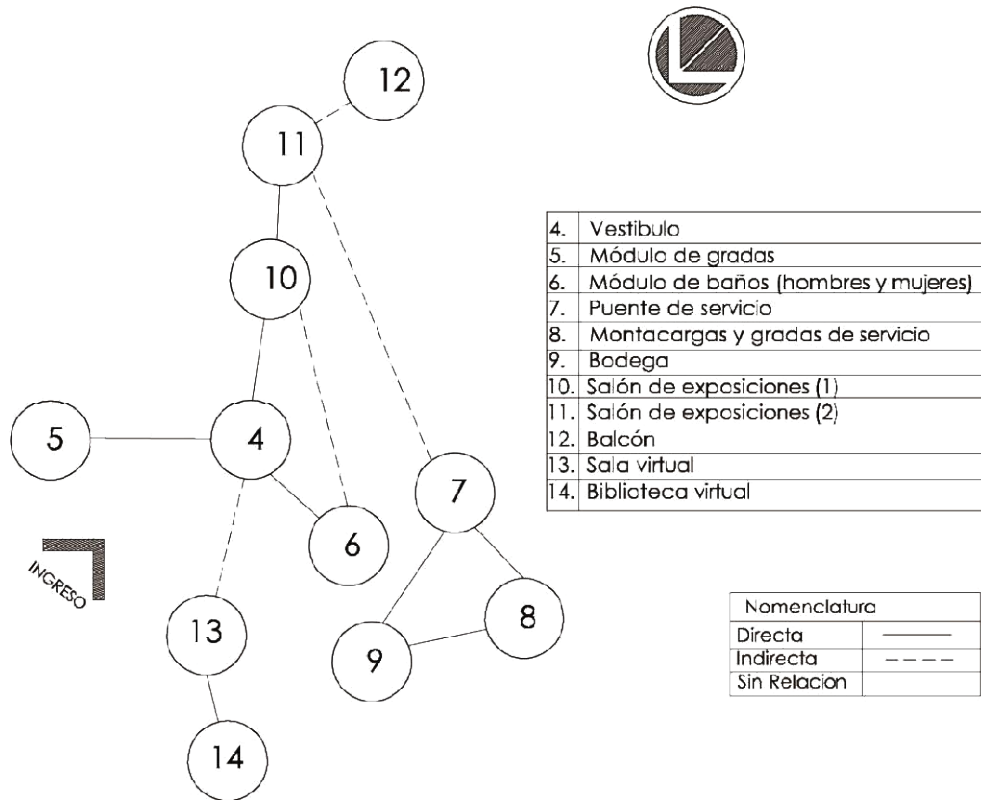 12
11
10
5
4
7
6
INGRESO
13
8
9
14
4. Vestibulo
5. Módulo de gradas
6. Módulo de baños (hombres y mujeres)
7. Puente de servicio
8. Montacargas y gradas de servicio
9. Bodega
10. Salón de exposiciones (1)
11. Salón de exposiciones (2)
12. Balcón
13. Sala virtual
14. Biblioteca virtual
Nomenclatura
Directa
Indirecta
Sin Relacion